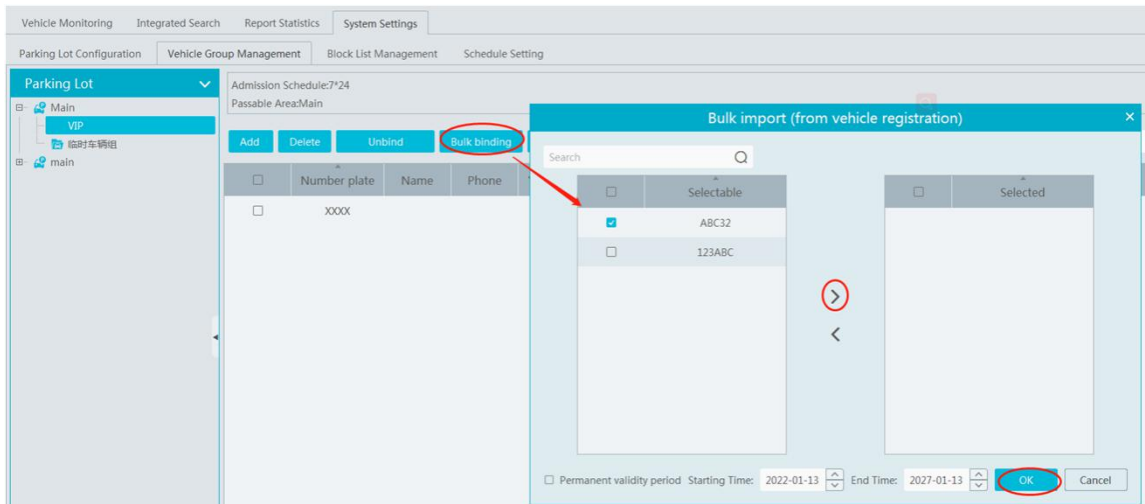 Vehicle Monitoring Integrated Search Report Statistics System Settings
Parking Lot Configuration Vehicle Group Management Block List Management Schedule Setting
Parking Lot
Main
VIP
临时车辆组
main
Admission Schedule:7*24
Passable Area:Main
Add Delete Unbind Bulk binding
Number plate Name Phone
XXXX
Bulk import (from vehicle registration)
Search
Selectable
ABC32
123ABC
Selected
Permanent validity period Starting Time: 2022-01-13 End Time: 2027-01-13 OK Cancel